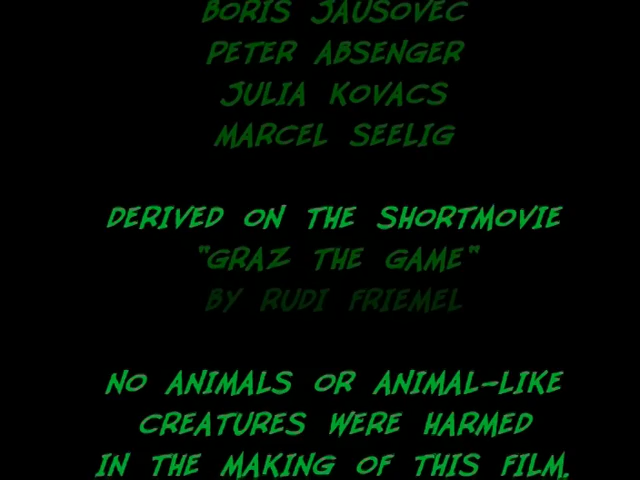 BORIS JAUSOVEC
PETER ABSENGER
JULIA KOVACS
MARCEL SEELIG
DERIVED ON THE SHORTMOVIE
"GRAZ THE GAME"
BY RUDI FRIEMEL
NO ANIMALS OR ANIMAL-LIKE
CREATURES WERE HARMED
IN THE MAKING OF THIS FILM.